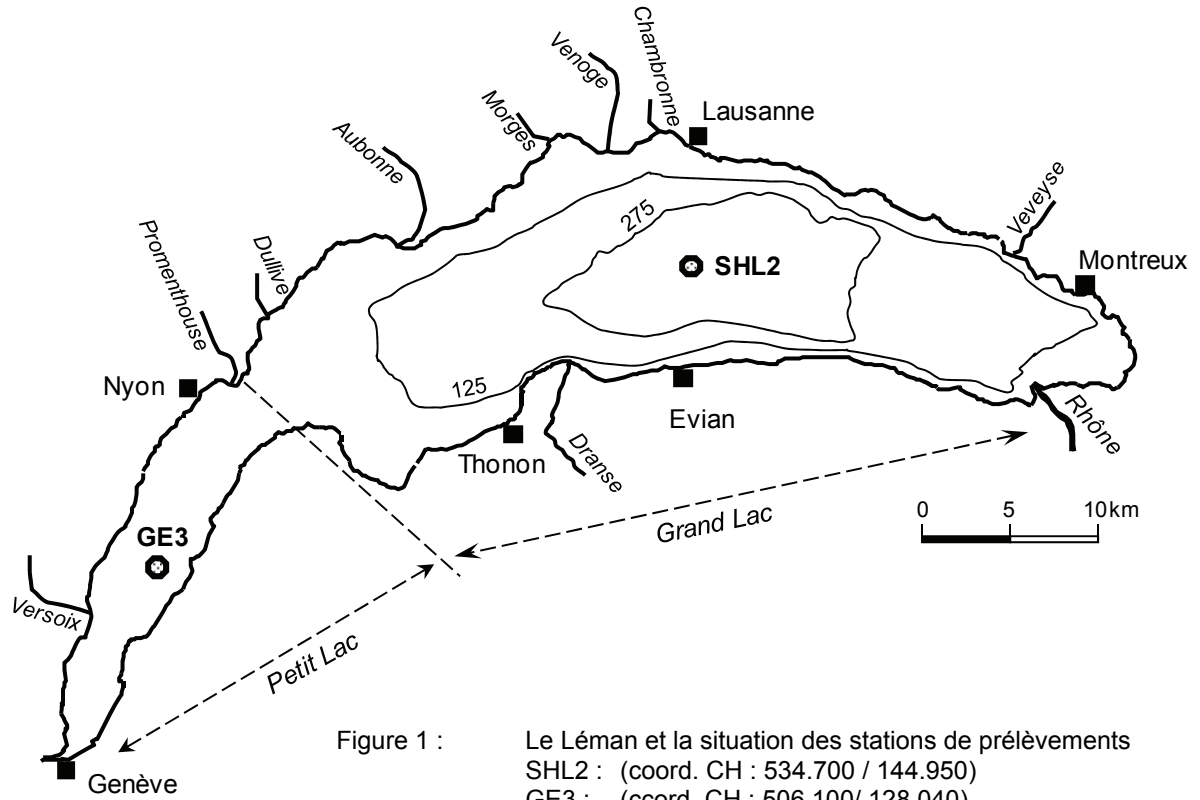 Chambronne
Venoge
Lausanne
Morges
Aubonne
Veveyse
275
Promenthouse
Dullive
SHL2
Montreux
Nyon
125
Evian
Rhône
Thonon
Dranse
0 5 10km
Grand Lac
GE3
Versoix
Petit Lac
Figure 1 : Le Léman et la situation des stations de prélèvements
Genève
SHL2 : (coord. CH : 534.700 / 144.950)
GE3 : (coord. CH : 506.100/ 128.040)